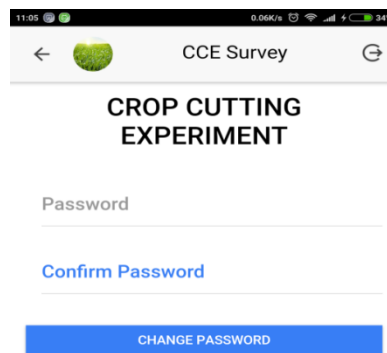 11:05 0.06K/s 34%
CCE Survey
CROP CUTTING
EXPERIMENT
Password
Confirm Password
CHANGE PASSWORD